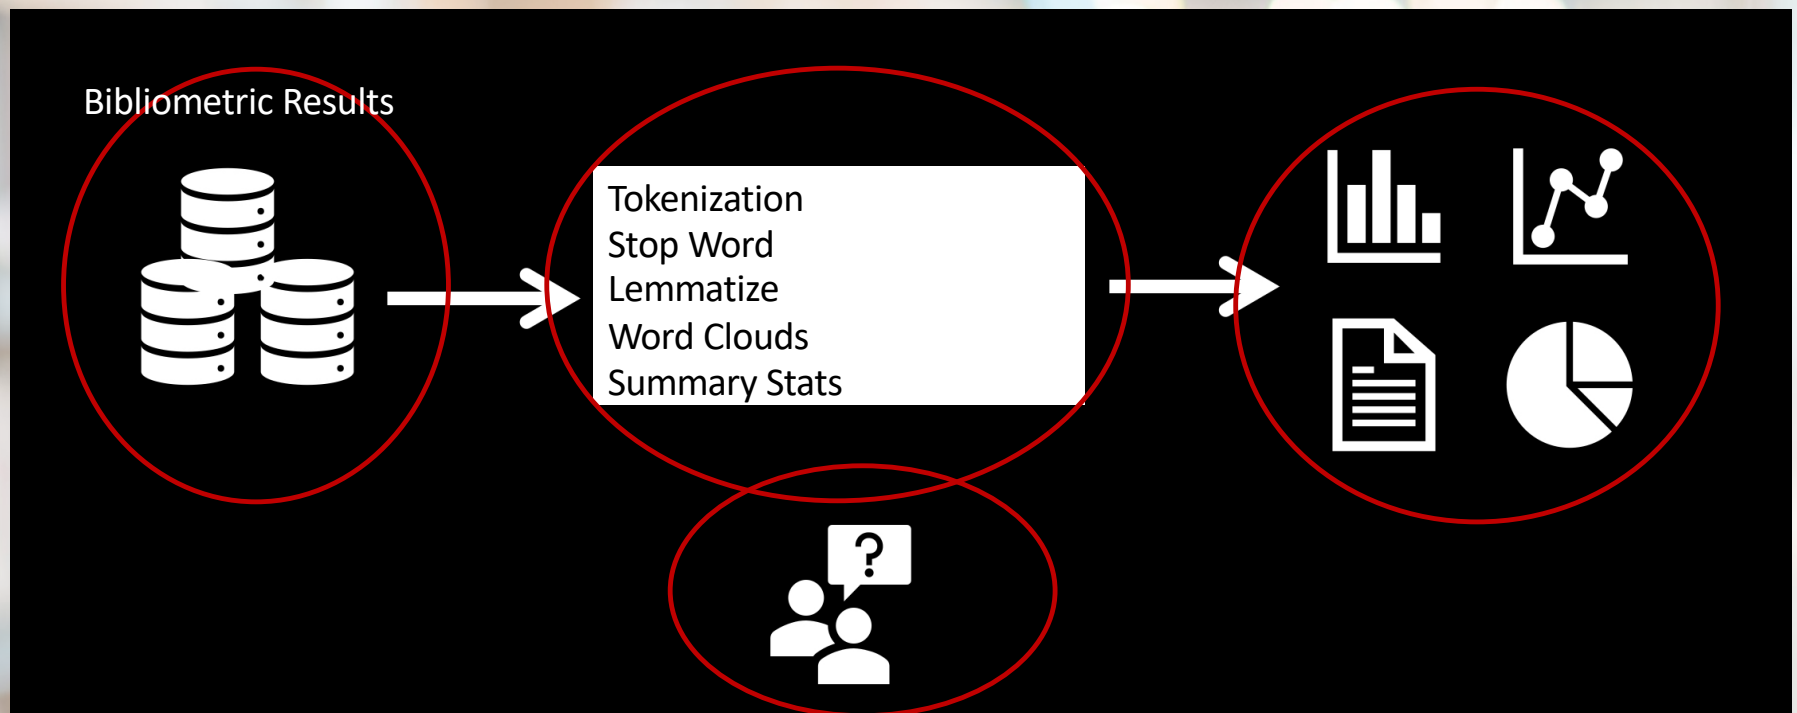 Bibliometric Results
Tokenization
Stop Word
Lemmatize
Word Clouds
Summary Stats
?